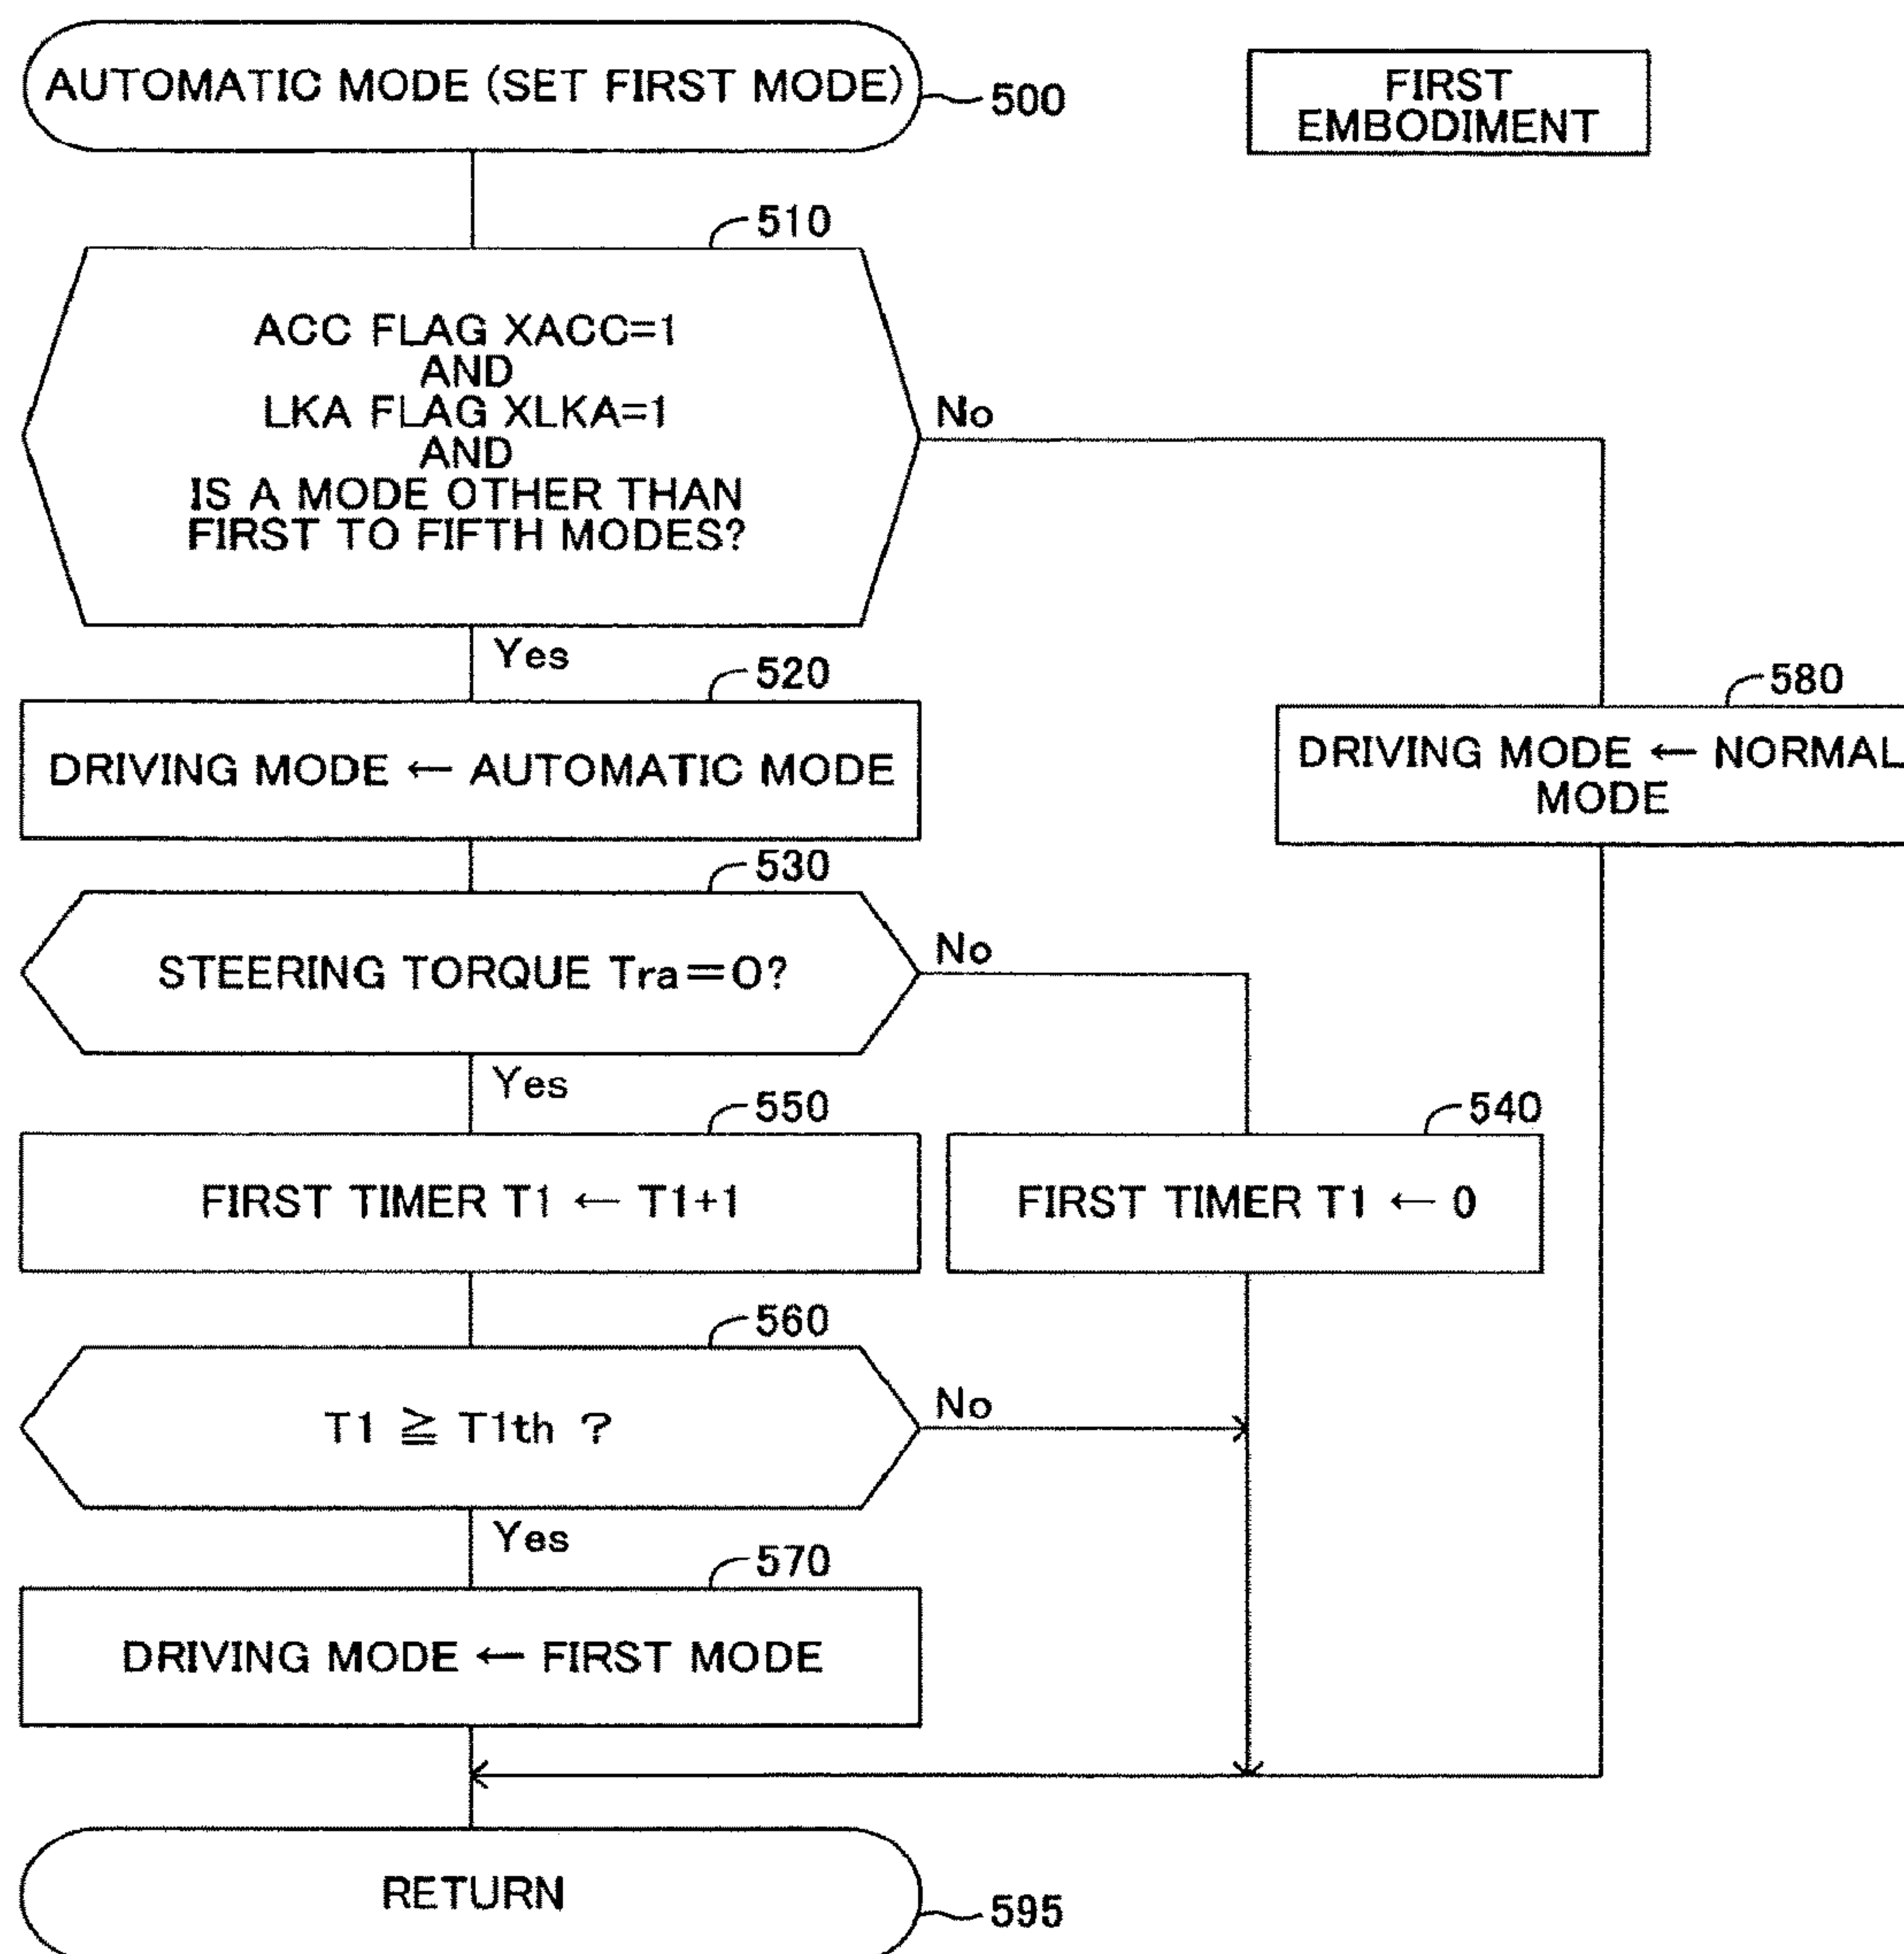 AUTOMATIC MODE (SET FIRST MODE)
500
FIRST
EMBODIMENT
510
ACC FLAG XACC=1
AND
LKA FLAG XLKA=1
AND
IS A MODE OTHER THAN
FIRST TO FIFTH MODES?
No
Yes
520
DRIVING MODE ← AUTOMATIC MODE
580
DRIVING MODE ← NORMAL
MODE
530
STEERING TORQUE Tra=0?
No
Yes
550
FIRST TIMER T1 ← T1+1
540
FIRST TIMER T1 ← 0
560
T1 ≧ T1th ?
No
Yes
570
DRIVING MODE ← FIRST MODE
RETURN
595